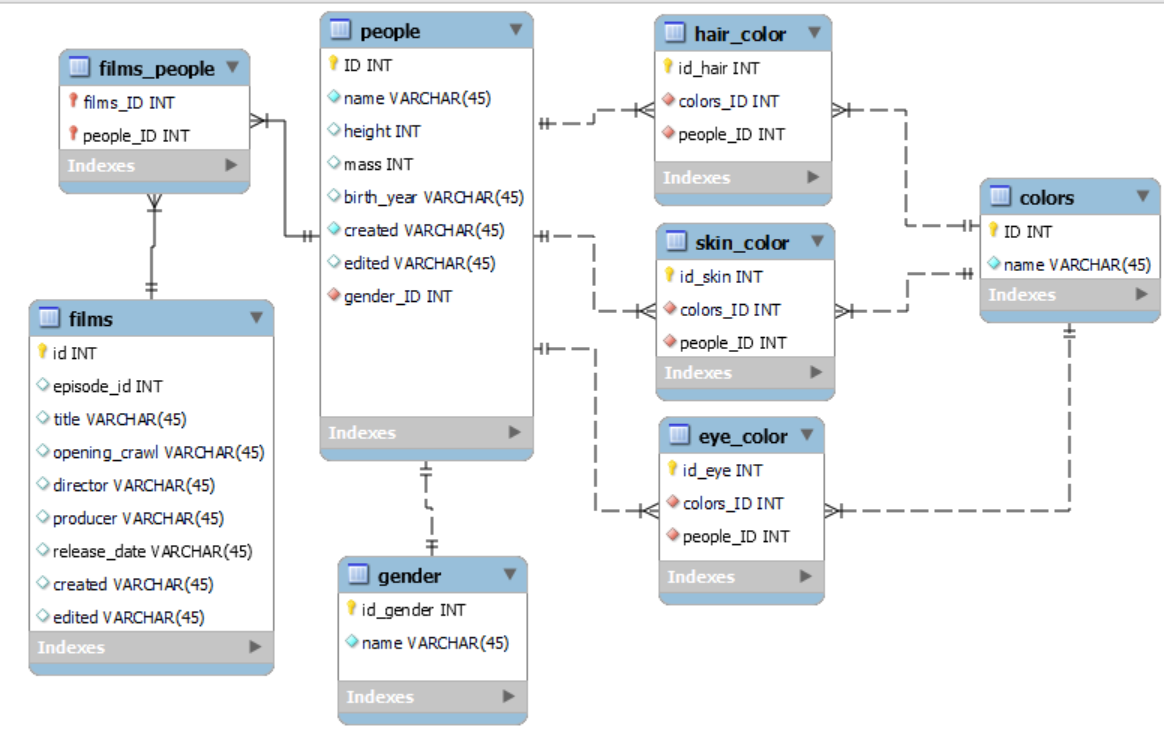 films_people
films_ID INT
people_ID INT
Indexes
films
id INT
episode_id INT
title VARCHAR(45)
opening_crawl VARCHAR(45)
director VARCHAR(45)
producer VARCHAR(45)
release_date VARCHAR(45)
created VARCHAR(45)
edited VARCHAR(45)
Indexes
people
ID INT
name VARCHAR(45)
height INT
mass INT
birth_year VARCHAR(45)
created VARCHAR(45)
edited VARCHAR(45)
gender_ID INT
Indexes
gender
id_gender INT
name VARCHAR(45)
Indexes
hair_color
id_hair INT
colors_ID INT
people_ID INT
Indexes
skin_color
id_skin INT
colors_ID INT
people_ID INT
Indexes
eye_color
id_eye INT
colors_ID INT
people_ID INT
Indexes
colors
ID INT
name VARCHAR(45)
Indexes